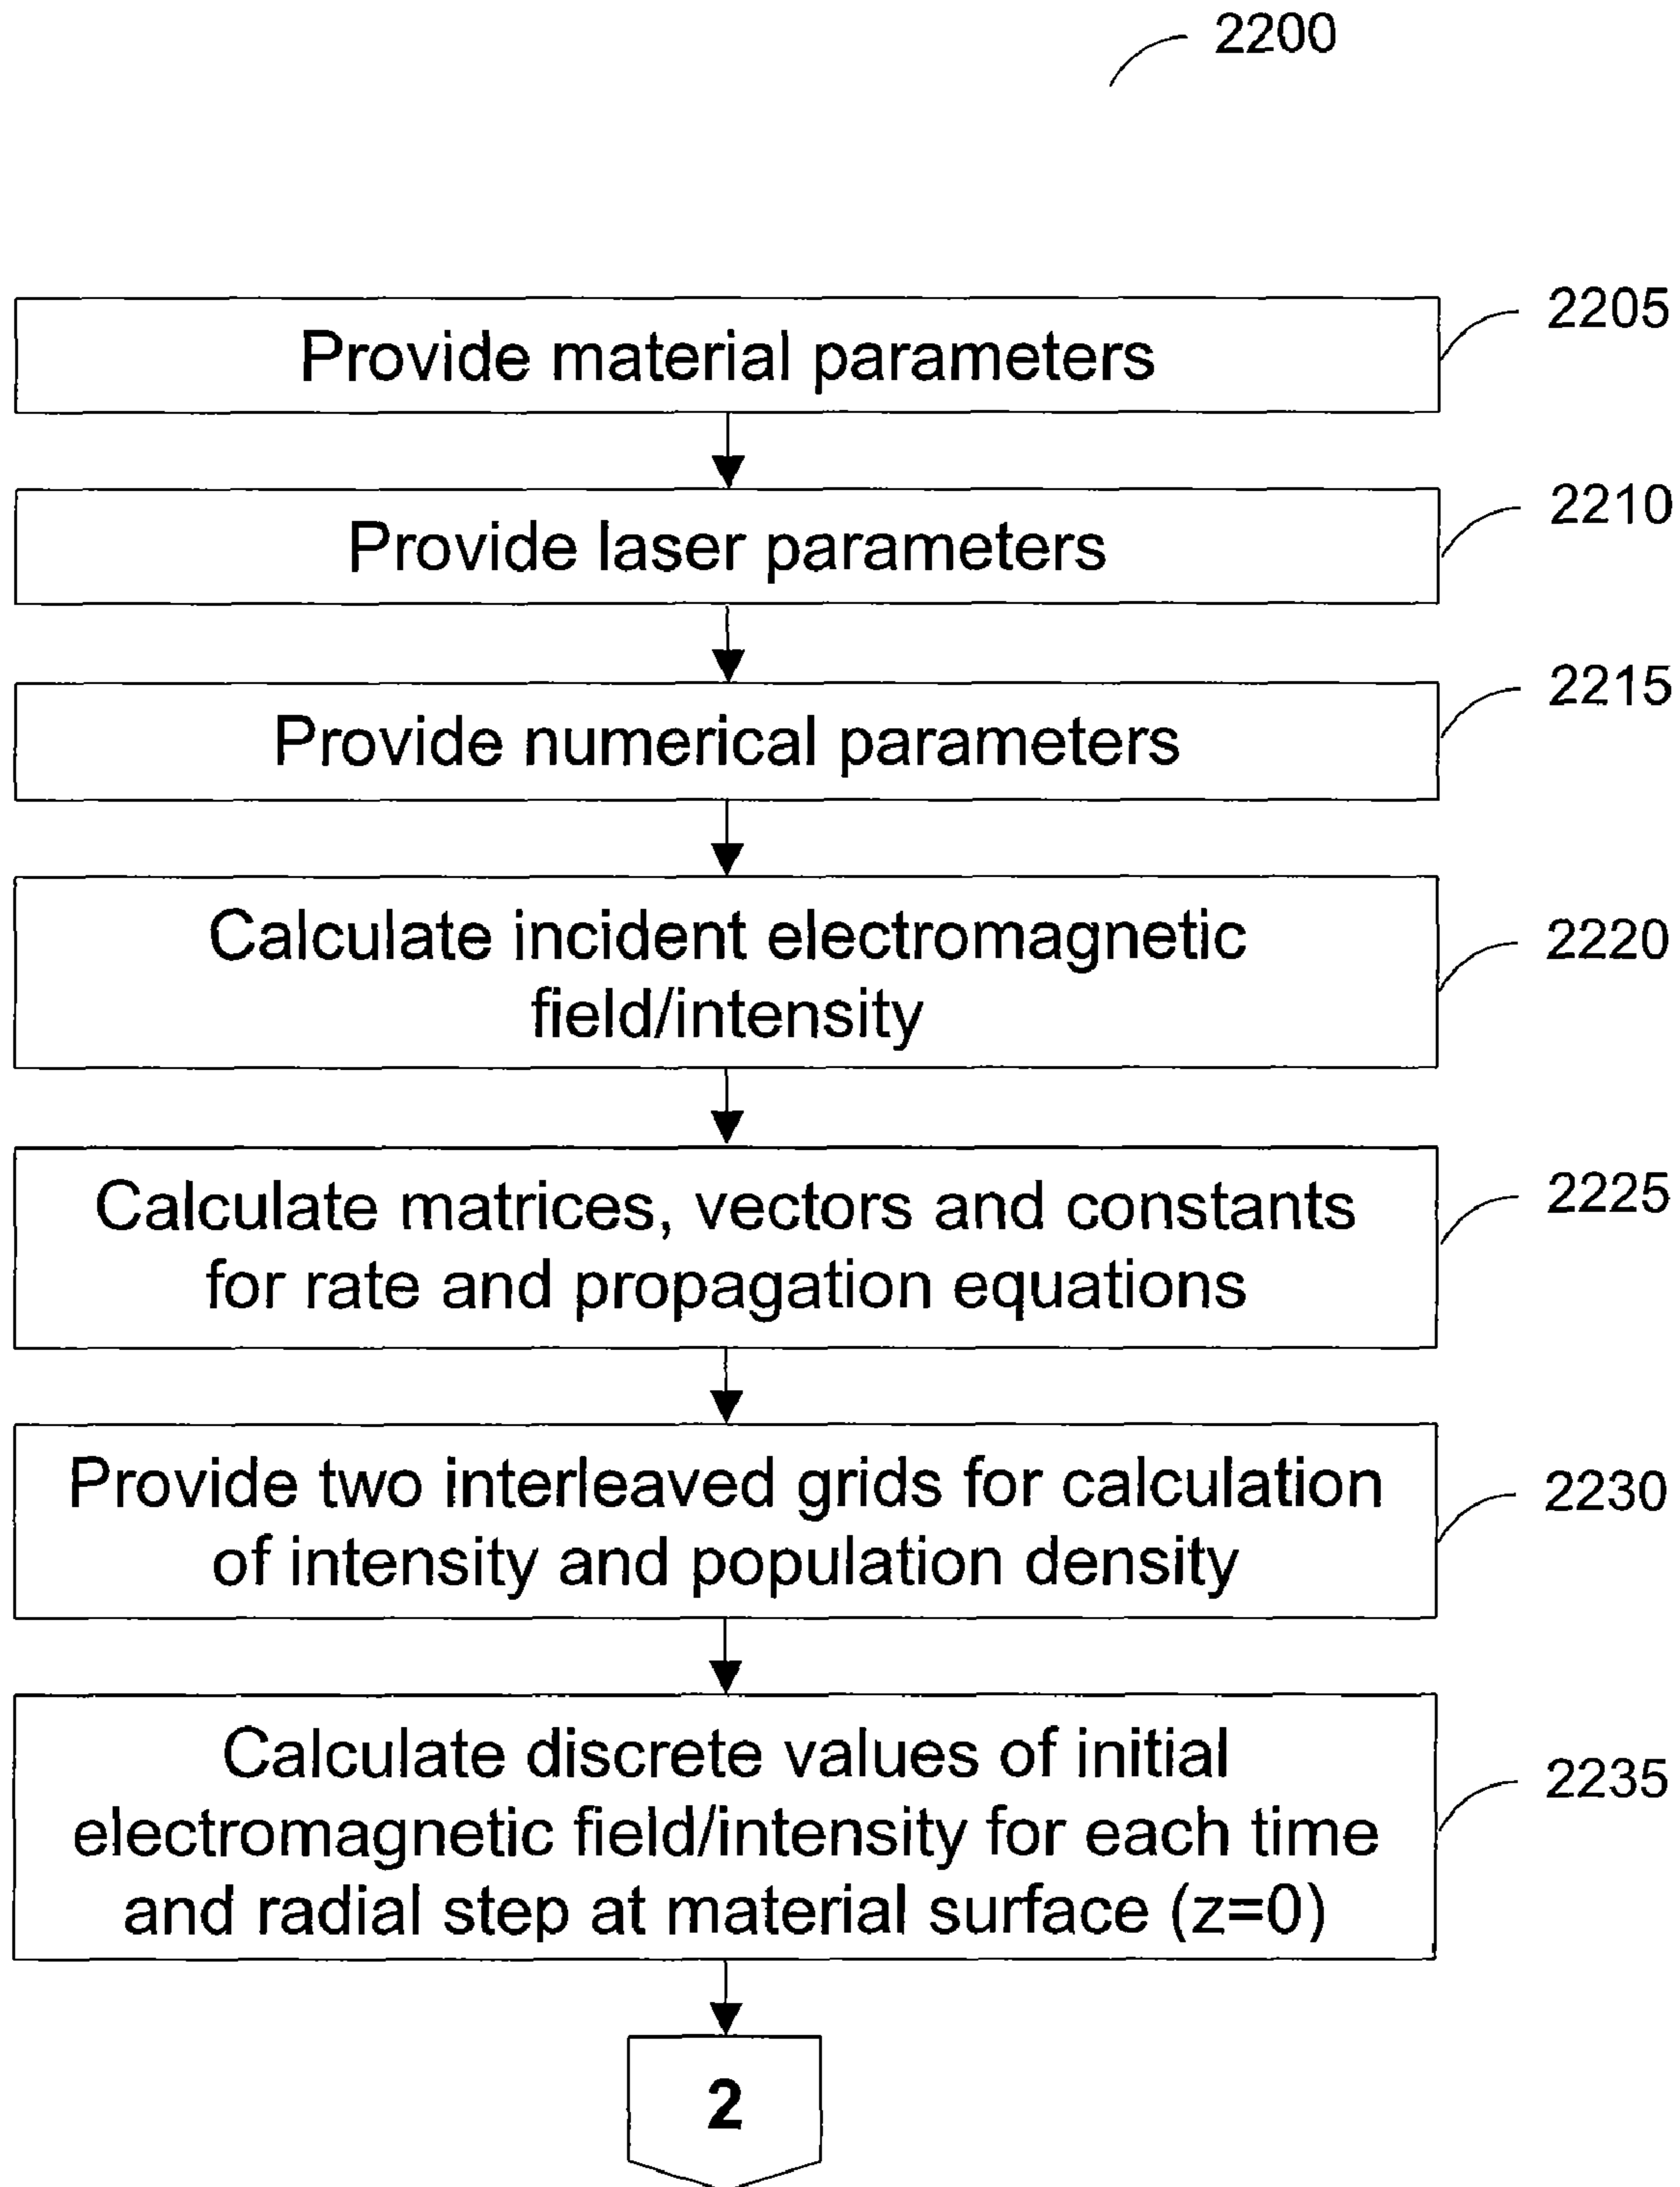 2200
2205
Provide material parameters
2210
Provide laser parameters
2215
Provide numerical parameters
Calculate incident electromagnetic
2220
field/intensity
2225
Calculate matrices, vectors and constants
for rate and propagation equations
Provide two interleaved grids for calculation
2230
of intensity and population density
Calculate discrete values of initial
2235
electromagnetic field/intensity for each time
and radial step at material surface (z=0)
2